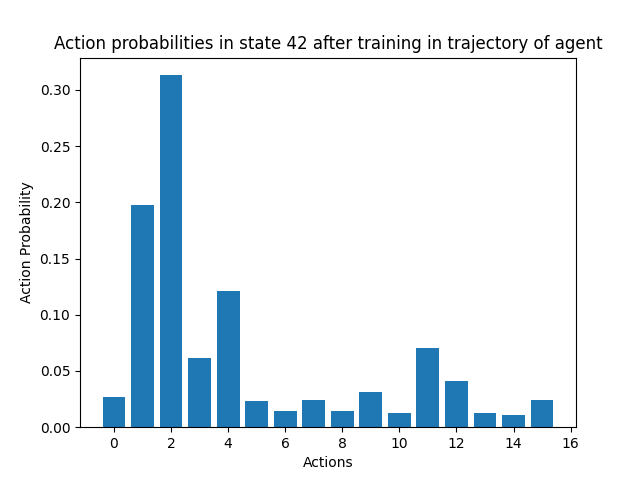 Action probabilities in state 42 after training in trajectory of agent
0.30
0.25
0.20
0.15
0.10
0.05
0.00
Action Probability
0 2 4 6 8 10 12 14 16
Actions